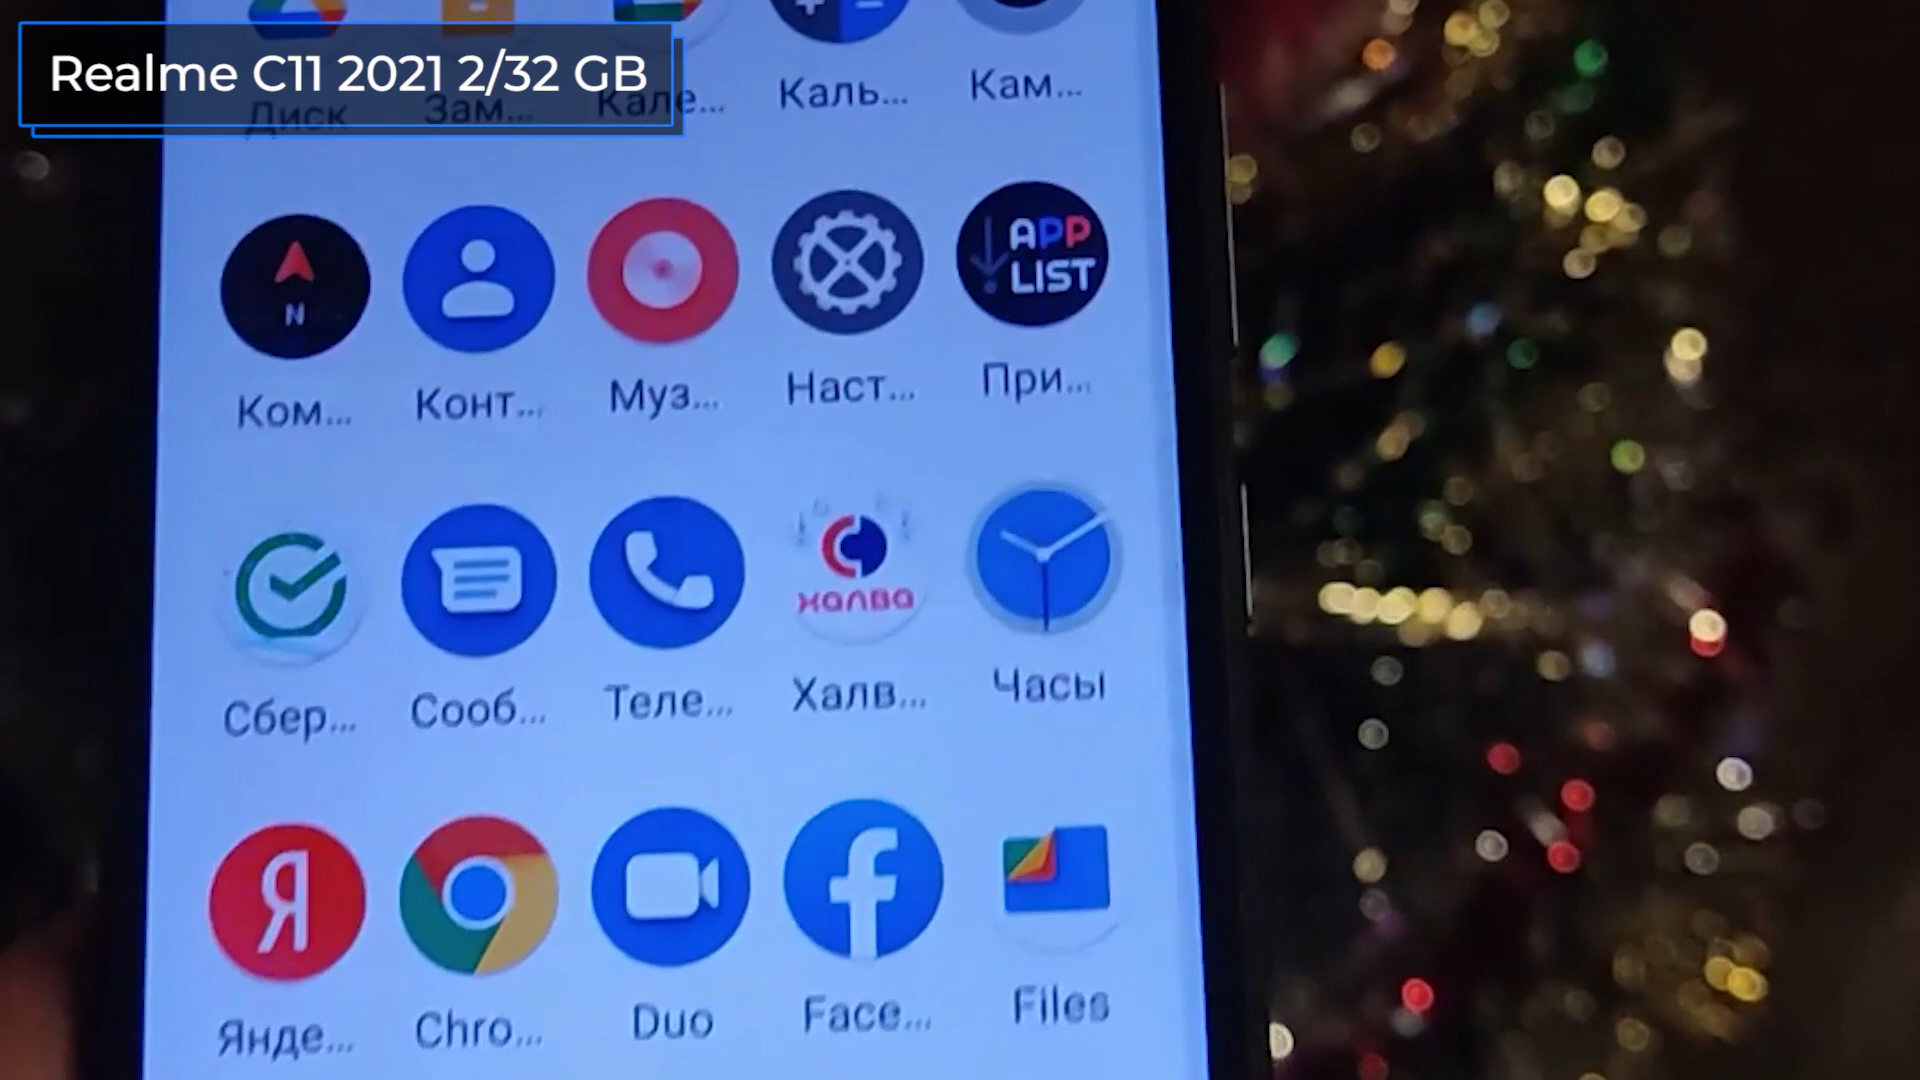 Realme C11 2021 2/32 GB
Диск Зам... Кале... Каль... Кам...
N
APP
LIST
Ком... Конт... Муз... Наст... При...
халва
Сбер... Сооб... Теле... Халв... Часы
Я
Янде... Chro... Duo Face... Files